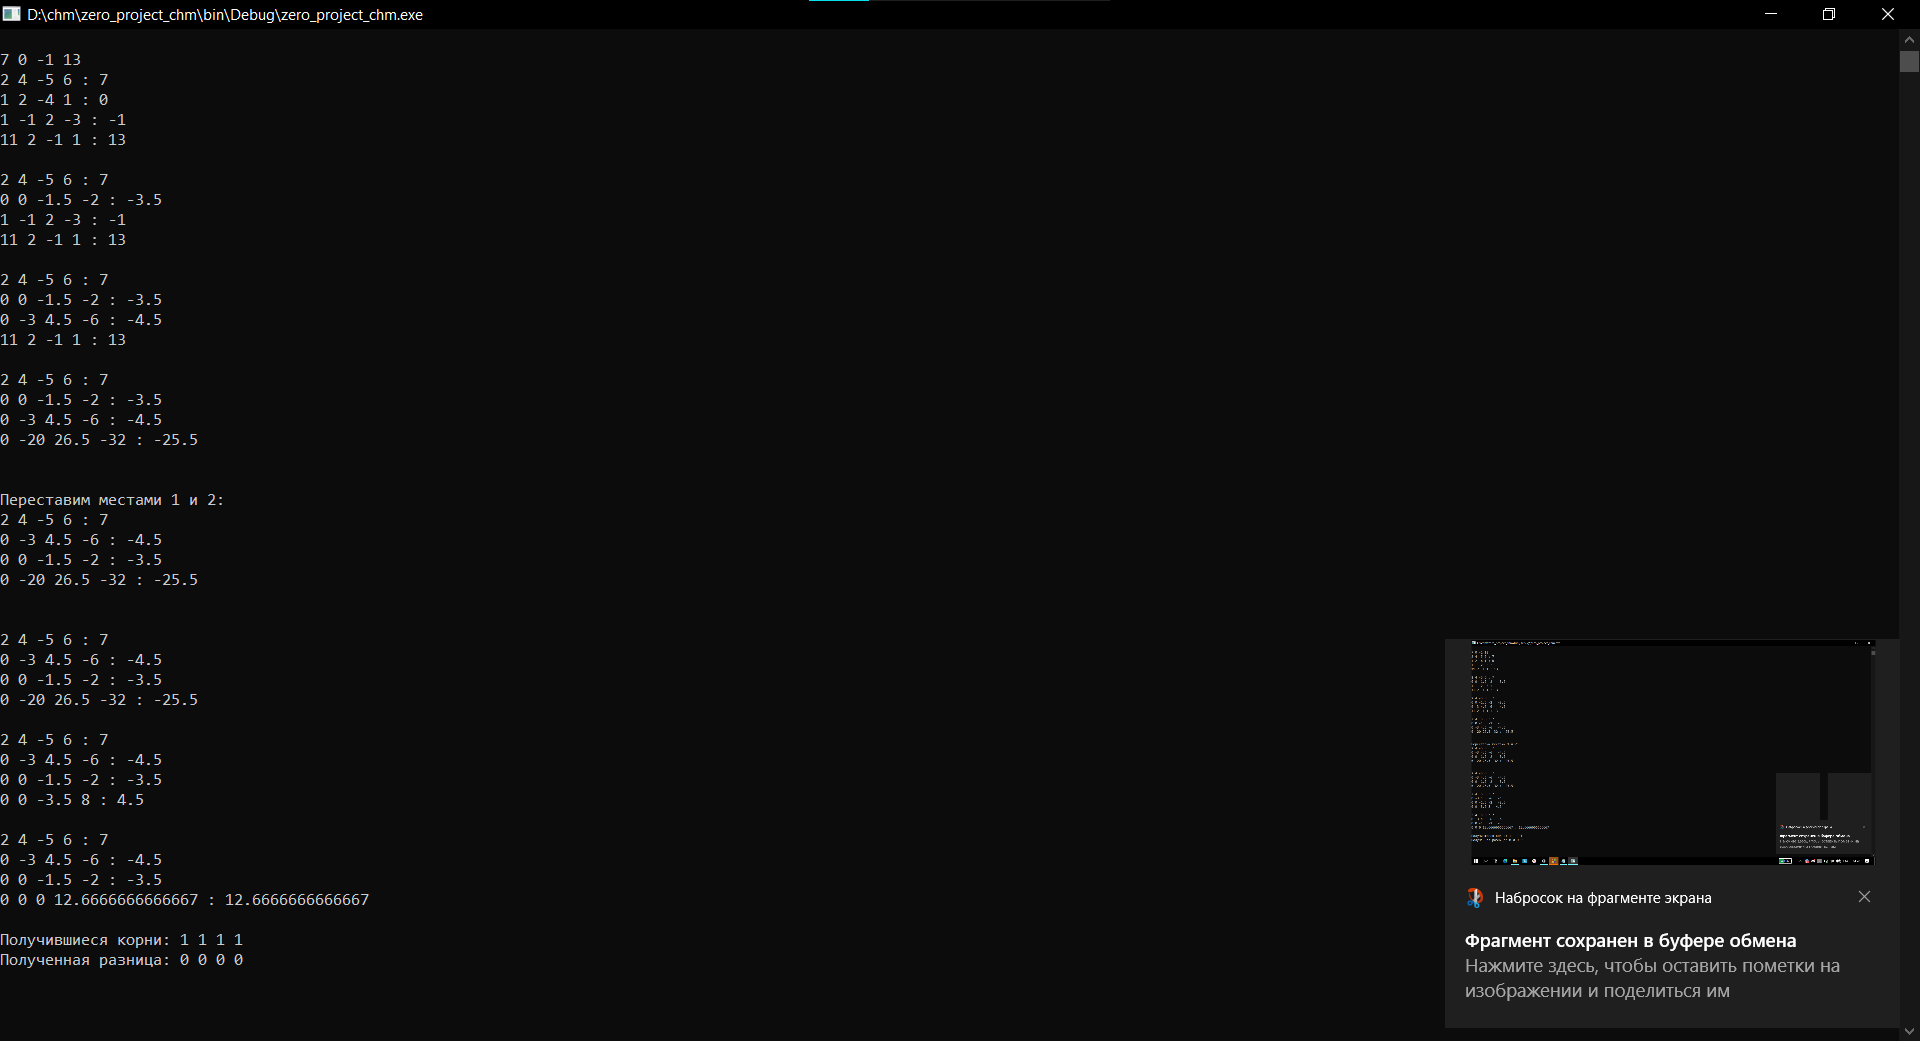 D:\chm\zero_project_chm\bin\Debug\zero_project_chm.exe
7 0 -1 13
2 4 -5 6 : 7
1 2 -4 1 : 0
1 -1 2 -3 : -1
11 2 -1 1 : 13
2 4 -5 6 : 7
0 0 -1.5 -2 : -3.5
1 -1 2 -3 : -1
11 2 -1 1 : 13
2 4 -5 6 : 7
0 0 -1.5 -2 : -3.5
0 -3 4.5 -6 : -4.5
11 2 -1 1 : 13
2 4 -5 6 : 7
0 0 -1.5 -2 : -3.5
0 -3 4.5 -6 : -4.5
0 -20 26.5 -32 : -25.5
Переставим местами 1 и 2:
2 4 -5 6 : 7
0 -3 4.5 -6 : -4.5
0 0 -1.5 -2 : -3.5
0 -20 26.5 -32 : -25.5
2 4 -5 6 : 7
0 -3 4.5 -6 : -4.5
0 0 -1.5 -2 : -3.5
0 -20 26.5 -32 : -25.5
2 4 -5 6 : 7
0 -3 4.5 -6 : -4.5
0 0 -1.5 -2 : -3.5
0 0 -3.5 8 : 4.5
2 4 -5 6 : 7
0 -3 4.5 -6 : -4.5
0 0 -1.5 -2 : -3.5
0 0 0 12.6666666666667 : 12.6666666666667
Получившиеся корни: 1 1 1 1
Полученная разница: 0 0 0 0
Набросок на фрагменте экрана
Фрагмент сохранен в буфере обмена
Нажмите здесь, чтобы оставить пометки на
изображении и поделиться им